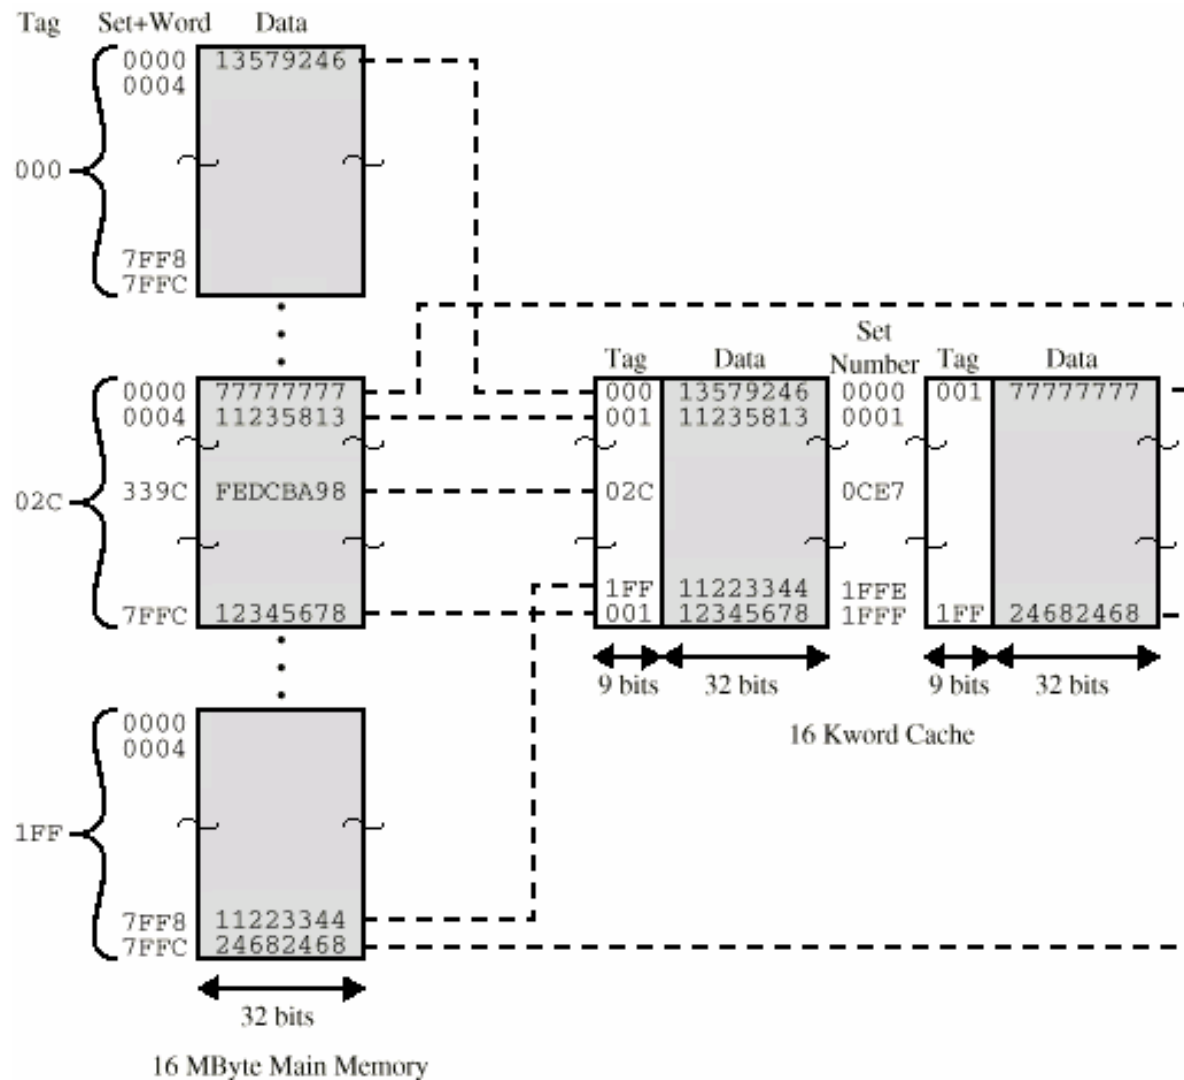 Tag Set+Word Data
0000 13579246
0004
000
7FF8
7FFC
Set
Tag Data Number Tag Data
0000 77777777 000 13579246 0000 001 77777777
0004 11235813 001 11235813 0001
02C 339C FEDCBA98 02C 0CE7
1FF 11223344 1FFE
7FFC 12345678 001 12345678 1FFF 1FF 24682468
9 bits 32 bits 9 bits 32 bits
16 Kword Cache
0000
0004
1FF
7FF8 11223344
7FFC 24682468
32 bits
16 MByte Main Memory